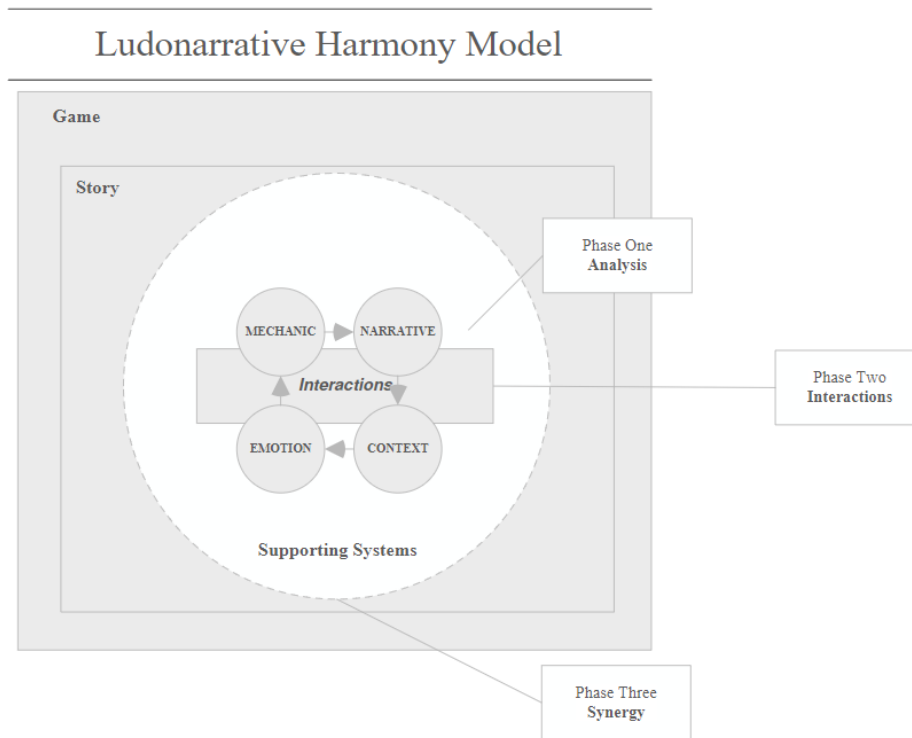 Ludonarrative Harmony Model
Game
Story
Phase One
Analysis
MECHANIC
NARRATIVE
Interactions
Phase Two
Interactions
EMOTION
CONTEXT
Supporting Systems
Phase Three
Synergy